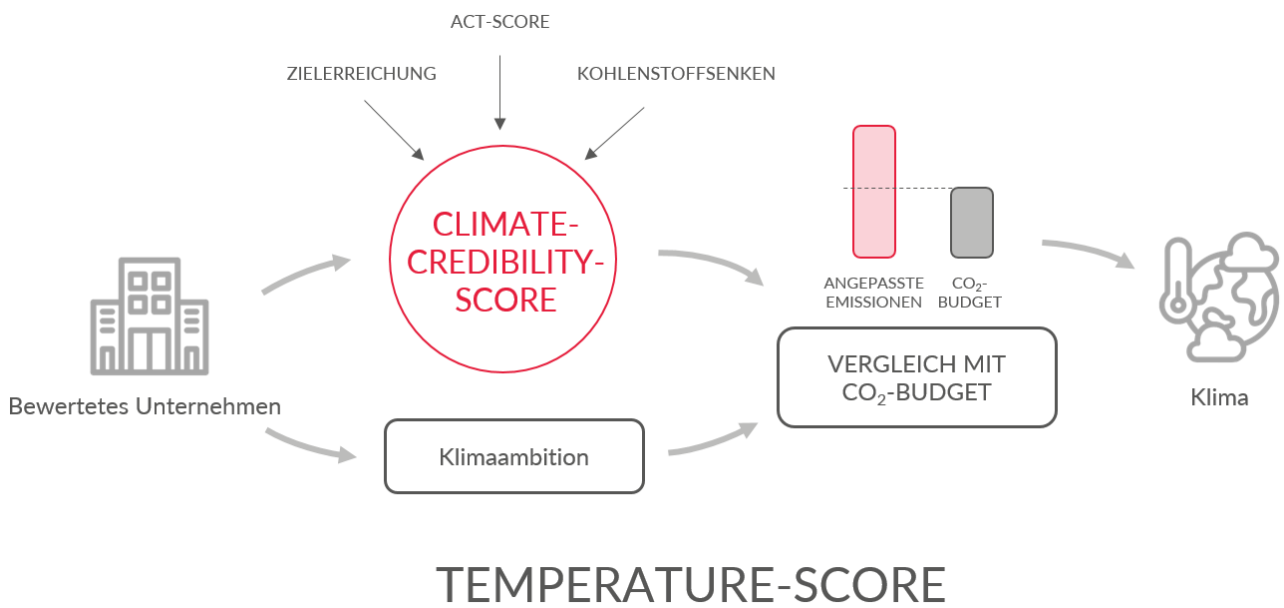 ACT-SCORE
ZIELERREICHUNG
KOHLENSTOFFSENKEN
CLIMATE-
CREDIBILITY-
SCORE
Bewertetes Unternehmen
Klimaambition
ANGEPASSTE
EMISSIONEN
CO₂-
BUDGET
VERGLEICH MIT
CO₂-BUDGET
Klima
TEMPERATURE-SCORE